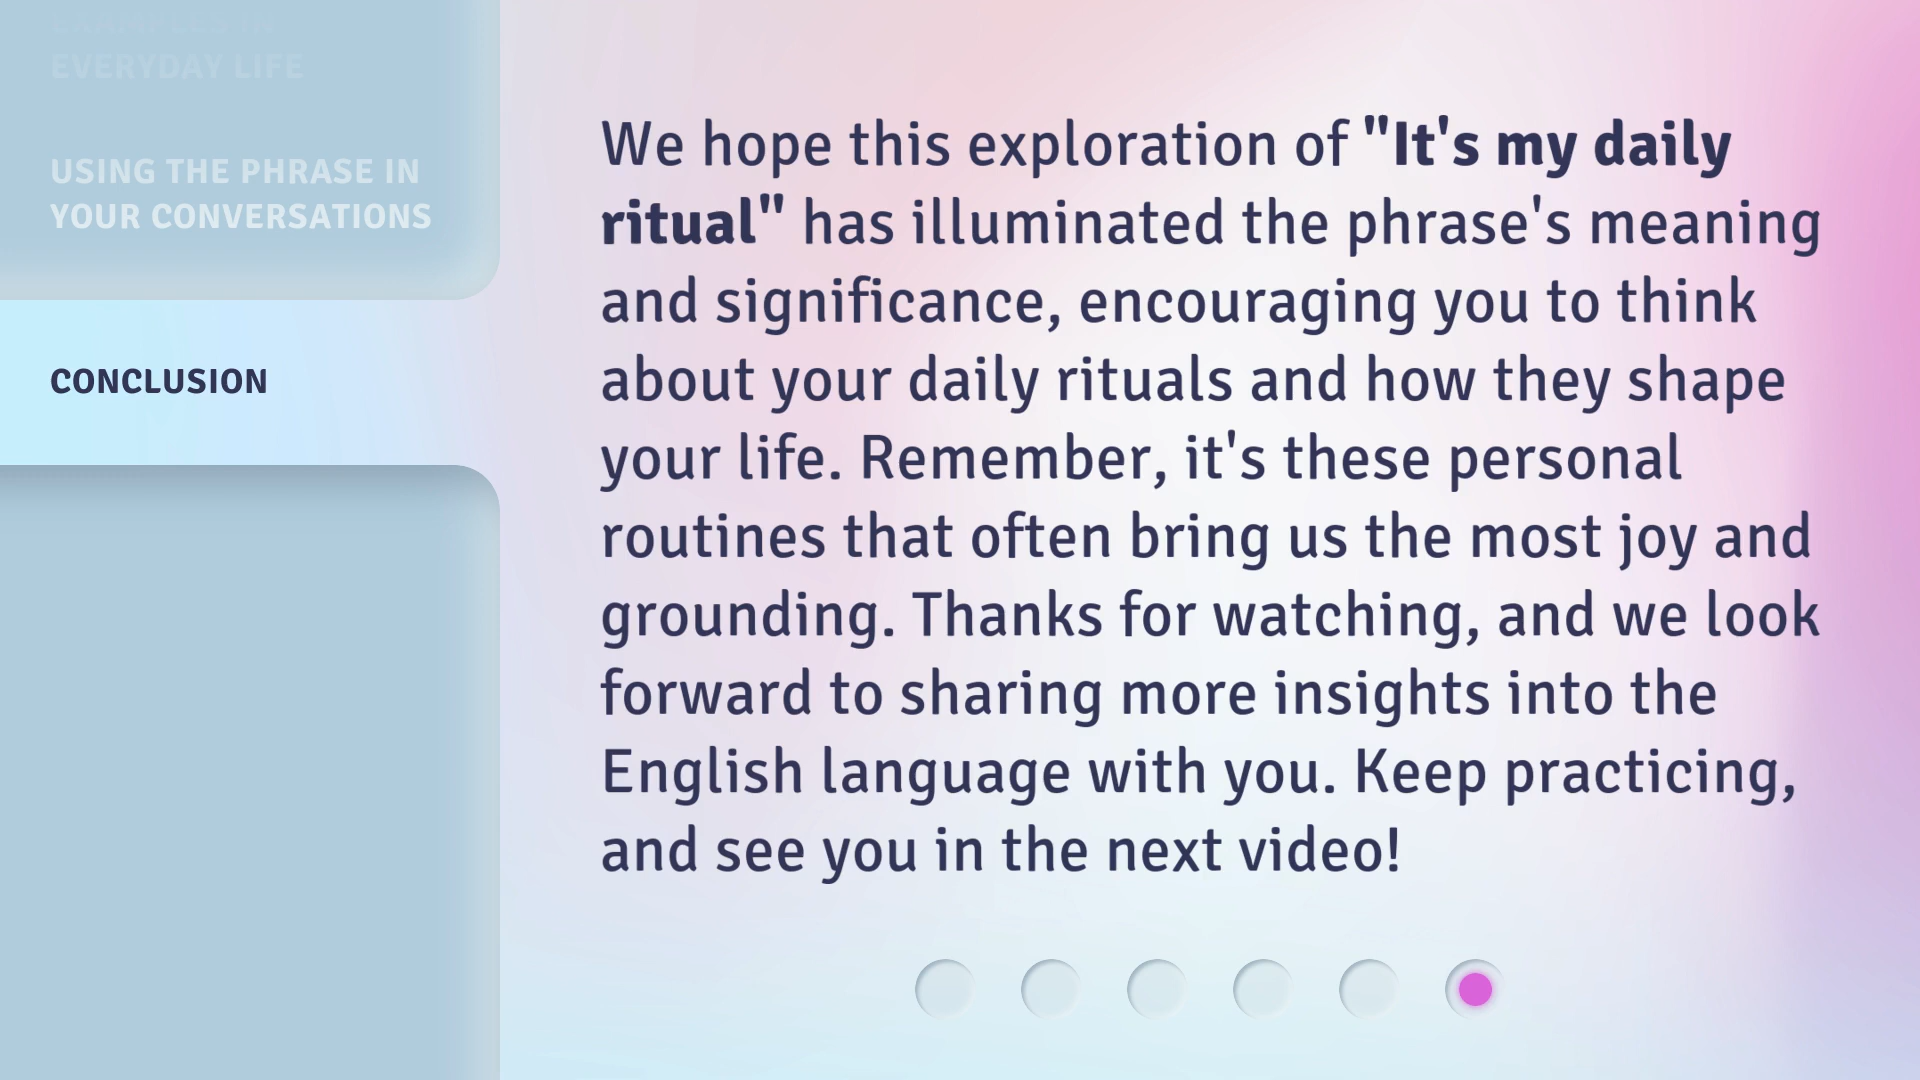 EXAMPLES IN
EVERYDAY LIFE
USING THE PHRASE IN
YOUR CONVERSATIONS
CONCLUSION
We hope this exploration of "It's my daily
ritual" has illuminated the phrase's meaning
and significance, encouraging you to think
about your daily rituals and how they shape
your life. Remember, it's these personal
routines that often bring us the most joy and
grounding. Thanks for watching, and we look
forward to sharing more insights into the
English language with you. Keep practicing,
and see you in the next video!